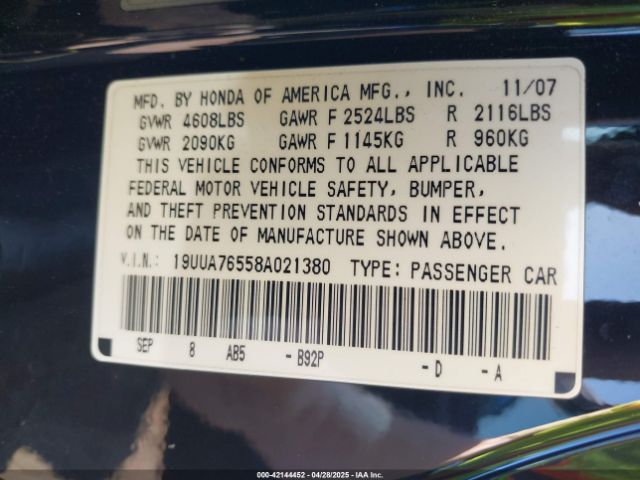 MFD. BY HONDA OF AMERICA MFG., INC. 11/07
GVWR 4608LBS GAWR F 2524LBS R 2116LBS
GVWR 2090KG GAWR F 1145KG R 960KG
THIS VEHICLE CONFORMS TO ALL APPLICABLE
FEDERAL MOTOR VEHICLE SAFETY, BUMPER,
AND THEFT PREVENTION STANDARDS IN EFFECT
ON THE DATE OF MANUFACTURE SHOWN ABOVE.
V.I.N.: 19UUA76558A021380 TYPE: PASSENGER CAR
SEP 8 AB5 - B92P - D - A
000-42144452 | 04/28/2025 | IAA Inc.